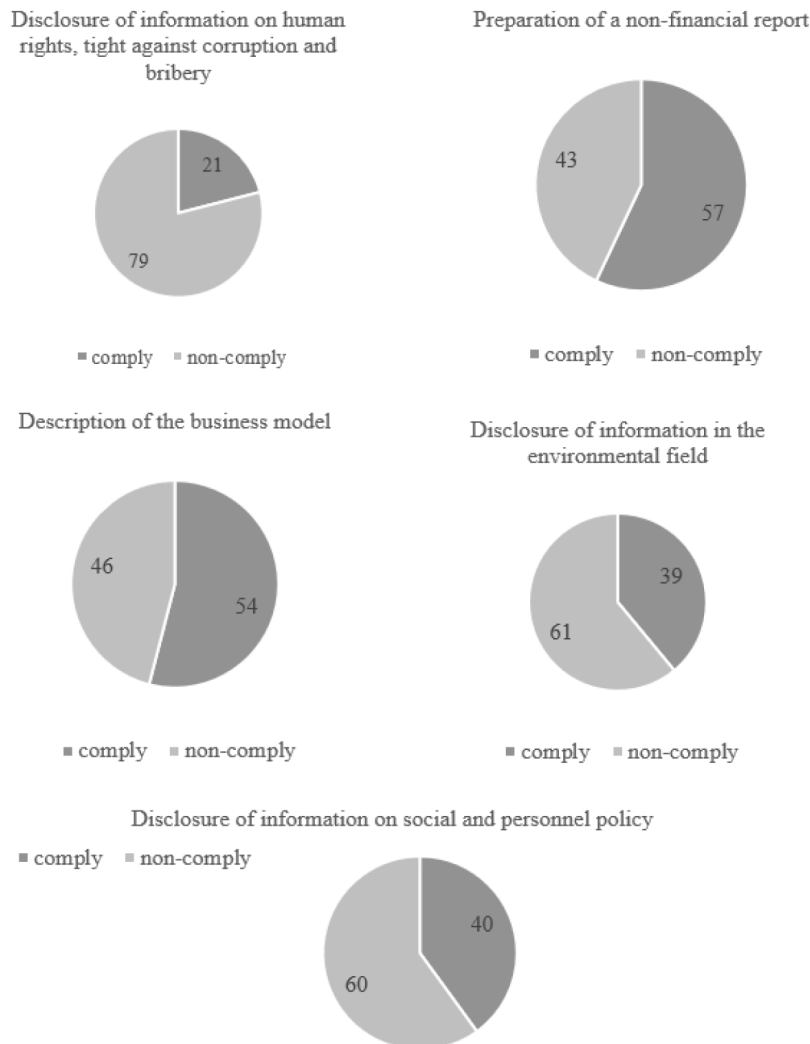 Disclosure of information on human
rights, tight against corruption and
bribery
21
79
comply non-comply
Preparation of a non-financial report
43
57
comply non-comply
Description of the business model
46
54
comply non-comply
Disclosure of information in the
environmental field
39
61
comply non-comply
Disclosure of information on social and personnel policy
comply non-comply
40
60